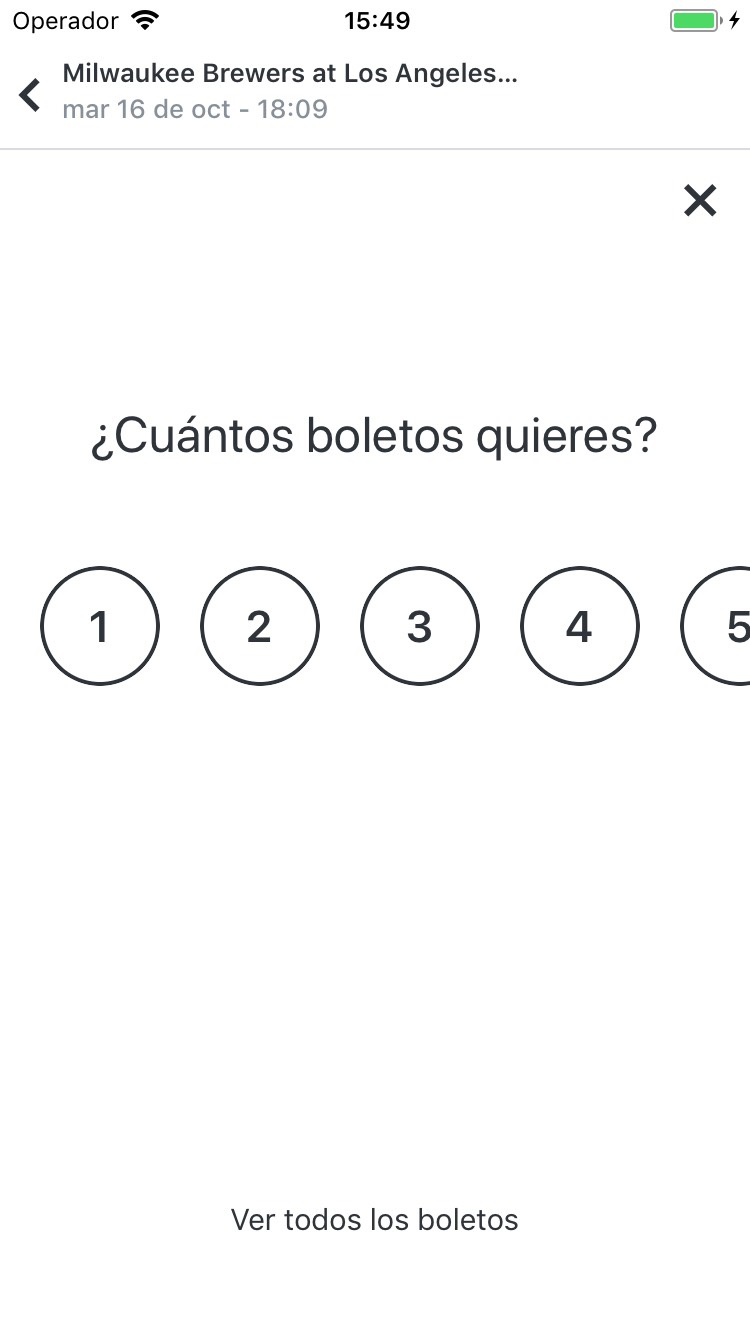 Operador 15:49
Milwaukee Brewers at Los Angeles...
mar 16 de oct - 18:09
¿Cuántos boletos quieres?
1 2 3 4 5
Ver todos los boletos